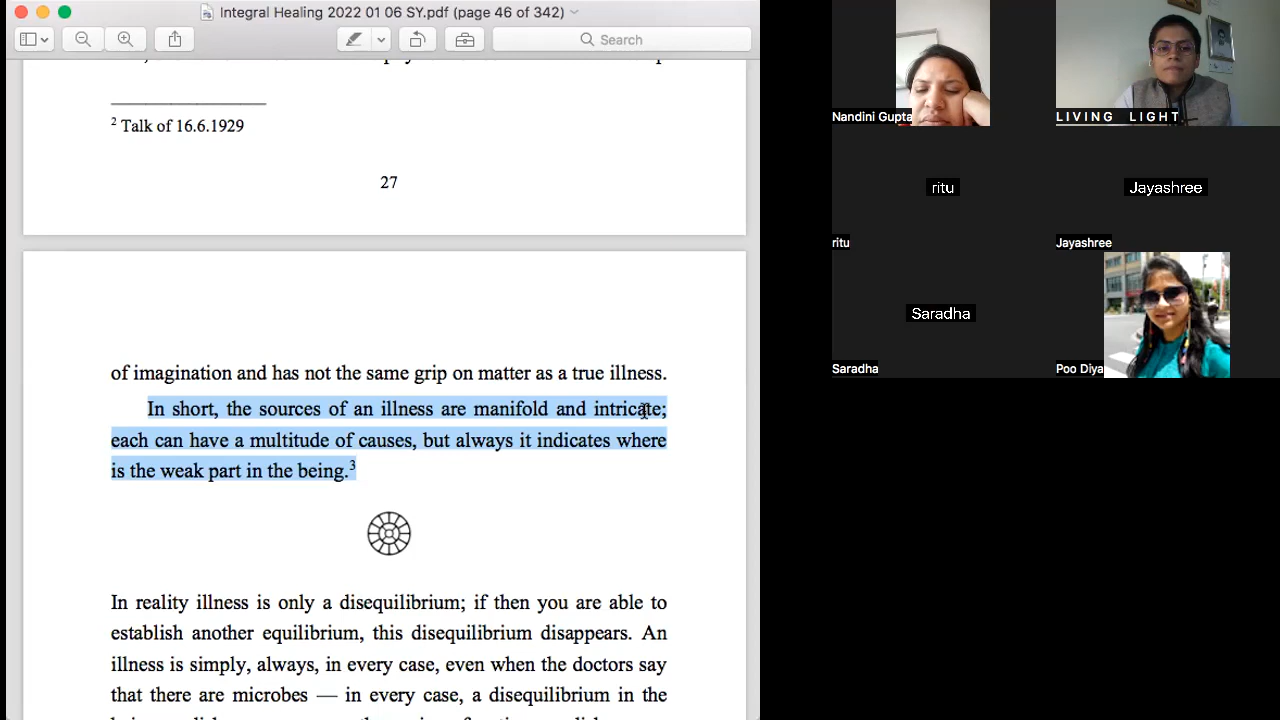 Integral Healing 2022 01 06 SY.pdf (page 46 of 342)
Search
2 Talk of 16.6.1929
27
of imagination and has not the same grip on matter as a true illness.
In short, the sources of an illness are manifold and intricate;
each can have a multitude of causes, but always it indicates where
is the weak part in the being.3
In reality illness is only a disequilibrium; if then you are able to
establish another equilibrium, this disequilibrium disappears. An
illness is simply, always, in every case, even when the doctors say
that there are microbes — in every case, a disequilibrium in the
Nandini Gupta
LIVING LIGHT
ritu
Jayashree
ritu
Jayashree
Saradha
Saradha
Poo Diya